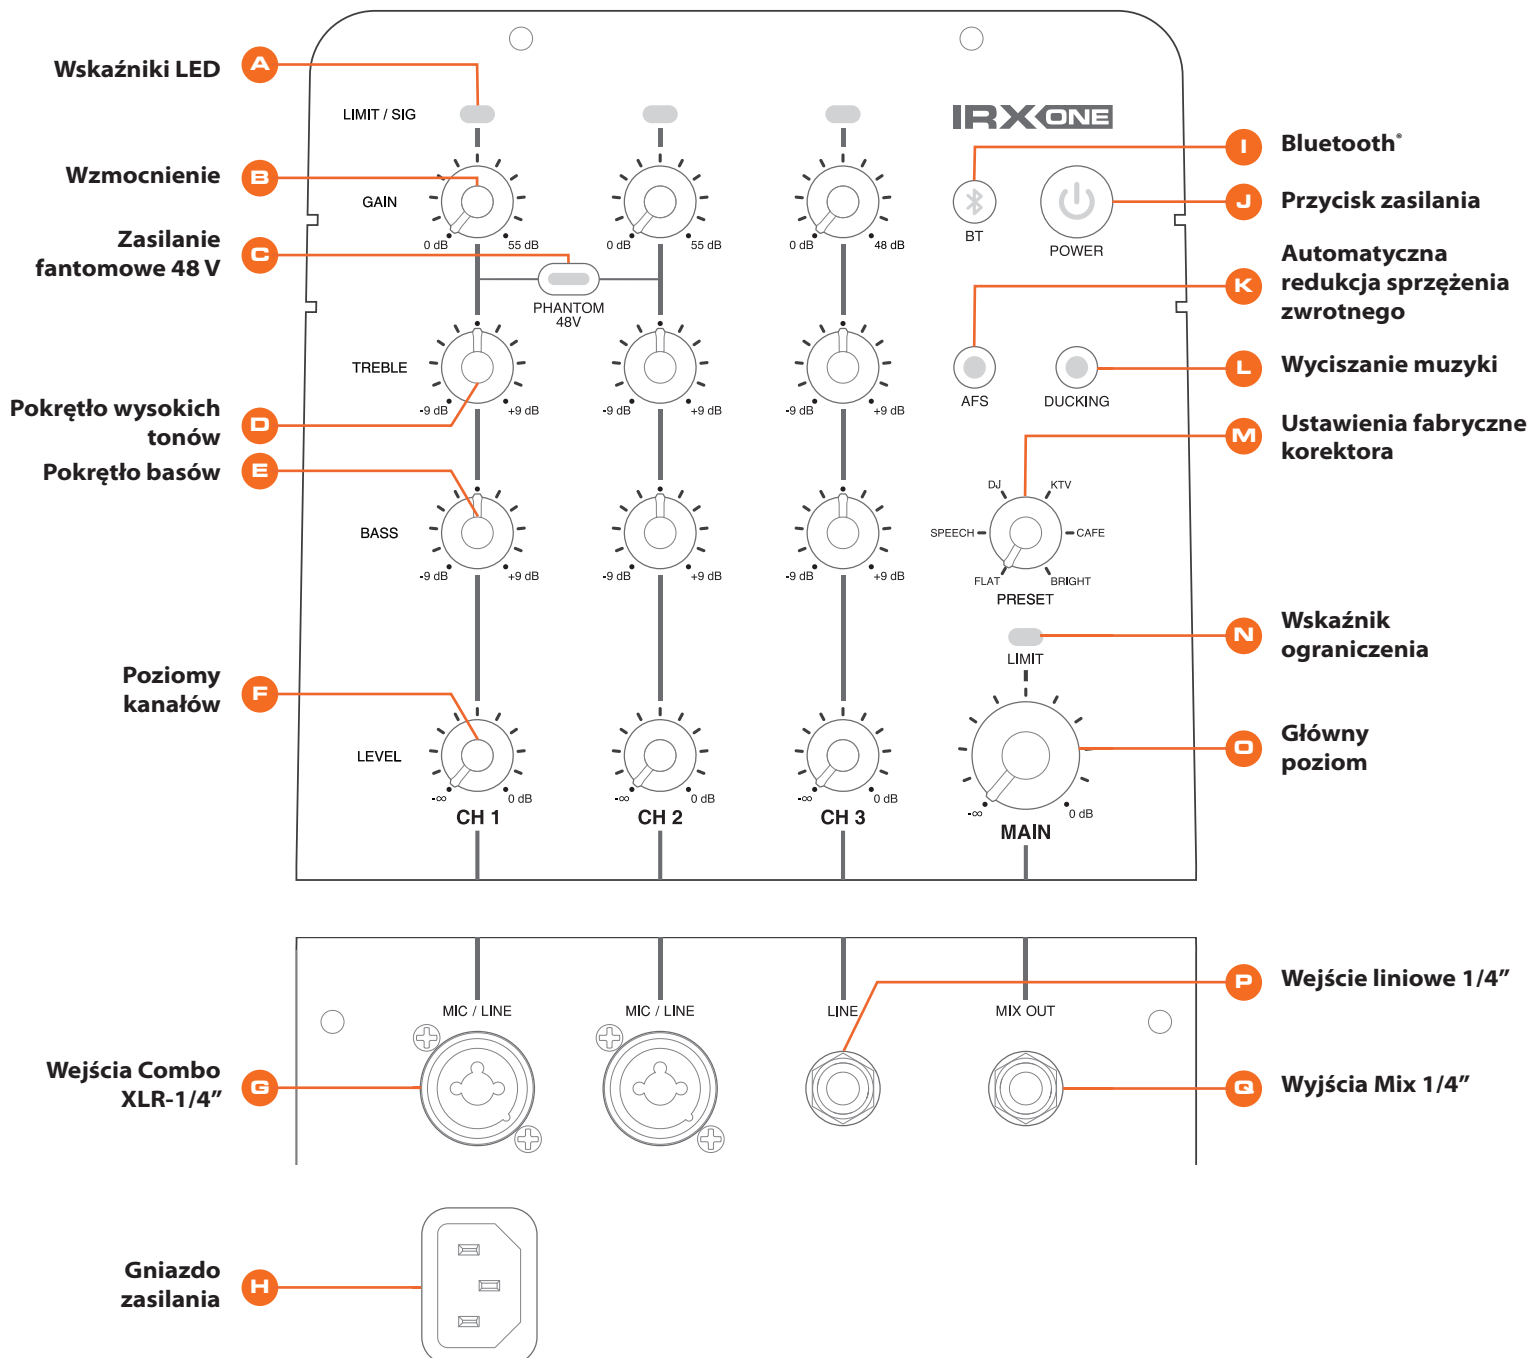 Wskaźniki LED
A
LIMIT / SIG
IRX ONE
Wzmocnienie
B
GAIN
0 dB
55 dB
0 dB
55 dB
0 dB
48 dB
BT
POWER
I
Bluetooth®
J
Przycisk zasilania
Zasilanie
fantomowe 48 V
C
PHANTOM
48V
K
Automatyczna
redukcja sprzężenia
zwrotnego
TREBLE
-9 dB
+9 dB
-9 dB
+9 dB
-9 dB
+9 dB
AFS
DUCKING
L
Wyciszanie muzyki
Pokrętło wysokich
tonów
D
M
Ustawienia fabryczne
korektora
Pokrętło basów
E
BASS
-9 dB
+9 dB
-9 dB
+9 dB
-9 dB
+9 dB
DJ
KTV
SPEECH
CAFE
FLAT
BRIGHT
PRESET
LIMIT
N
Wskaźnik
ograniczenia
Poziomy
kanałów
F
LEVEL
-∞
0 dB
-∞
0 dB
-∞
0 dB
-∞
0 dB
CH 1
CH 2
CH 3
MAIN
O
Główny
poziom
MIC / LINE
MIC / LINE
LINE
MIX OUT
P
Wejście liniowe 1/4”
Wejścia Combo
XLR-1/4”
G
Q
Wyjścia Mix 1/4”
Gniazdo
zasilania
H